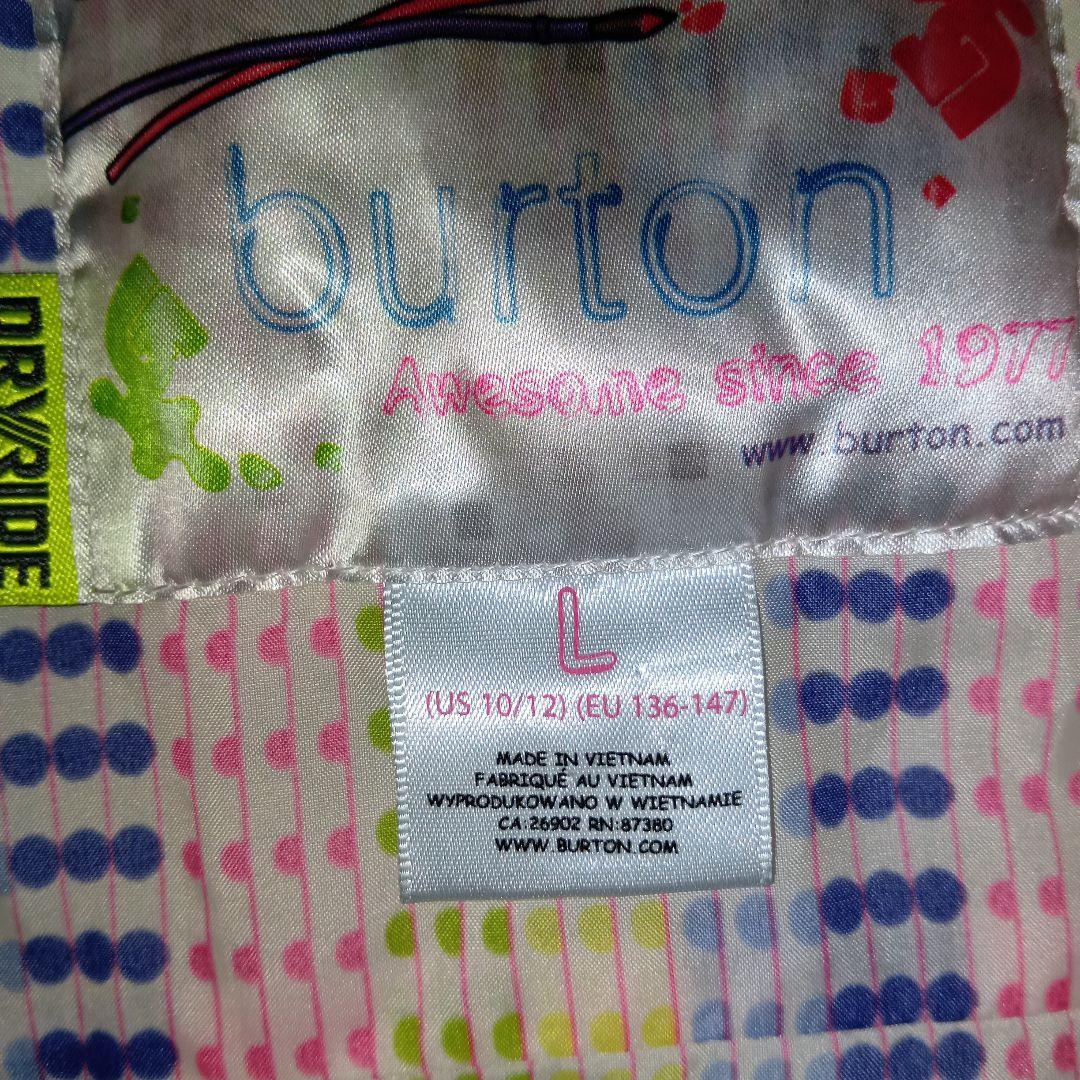 burton
Awesome since 1977
www.burton.com
DRYRIDE
L
(US 10/12) (EU 136-147)
MADE IN VIETNAM
FABRIQUÉ AU VIETNAM
WYPRODUKOWANO W WIETNAMIE
CA:26902 RN:87380
WWW.BURTON.COM